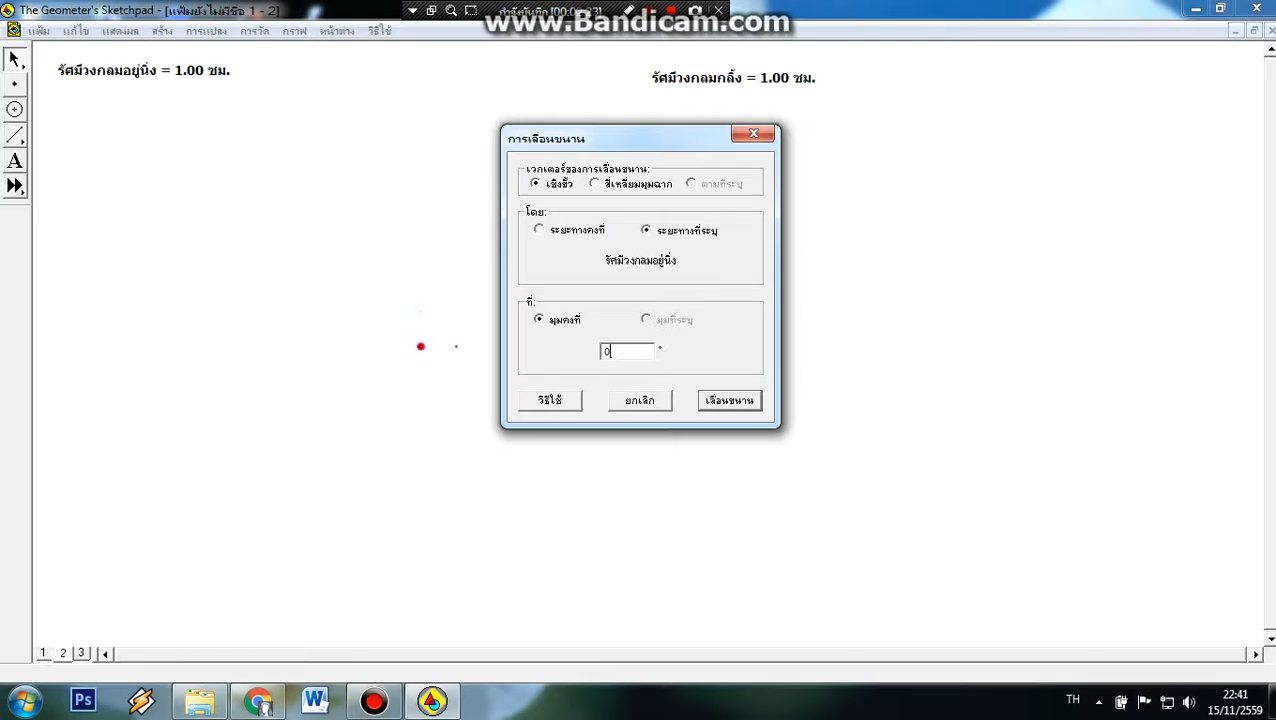 The Geometer's Sketchpad - [แฟ้มยังไม่มีชื่อ 1 - 2]
กำลังบันทึก
www.Bandicam.com
แฟ้ม แก้ไข แสดงผล สร้าง การแปลง การวัด กราฟ หน้าต่าง วิธีใช้
รัศมีวงกลมอยู่นิ่ง = 1.00 ซม.
รัศมีวงกลมกลิ้ง = 1.00 ซม.
การเลื่อนขนาน
เวกเตอร์ของการเลื่อนขนาน:
เชิงขั้ว สี่เหลี่ยมมุมฉาก ตามที่ระบุ
โดย:
ระยะทางคงที่ ระยะทางที่ระบุ
รัศมีวงกลมอยู่นิ่ง
ที่:
มุมคงที่ มุมที่ระบุ
0 °
วิธีใช้ ยกเลิก เลื่อนขนาน
A
1 2 3
Ps
W
TH
22:41
15/11/2559